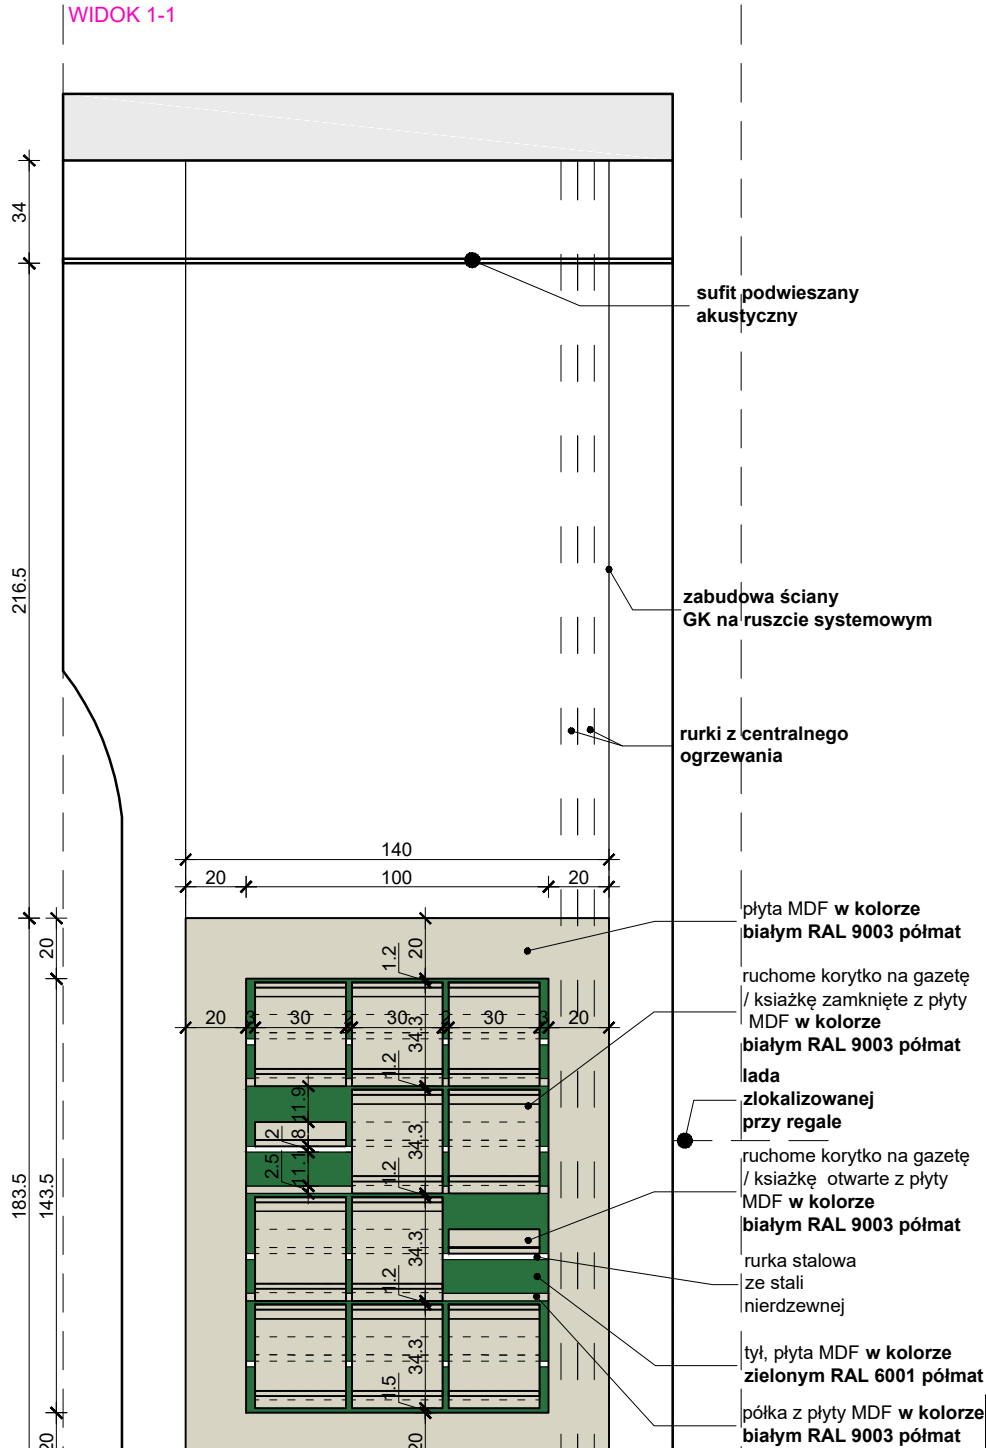 WIDOK 1-1
34
sufit podwieszany
akustyczny
216.5
zabudowa ściany
GK na ruszcie systemowym
rurki z centralnego
ogrzewania
140
20 100 20
płyta MDF w kolorze
białym RAL 9003 półmat
20
1.2 20
ruchome korytko na gazetę
/ ksiażkę zamknięte z płyty
MDF w kolorze
białym RAL 9003 półmat
20 3 30 30 30 3 20
34.3
1.2
lada
zlokalizowanej
przy regale
11.9
2 8
34.3
2.5 11.1
1.2
ruchome korytko na gazetę
/ ksiażkę otwarte z płyty
MDF w kolorze
białym RAL 9003 półmat
183.5 143.5
34.3
1.2
rurka stalowa
ze stali
nierdzewnej
34.3
tył, płyta MDF w kolorze
zielonym RAL 6001 półmat
1.5
półka z płyty MDF w kolorze
białym RAL 9003 półmat
20 20